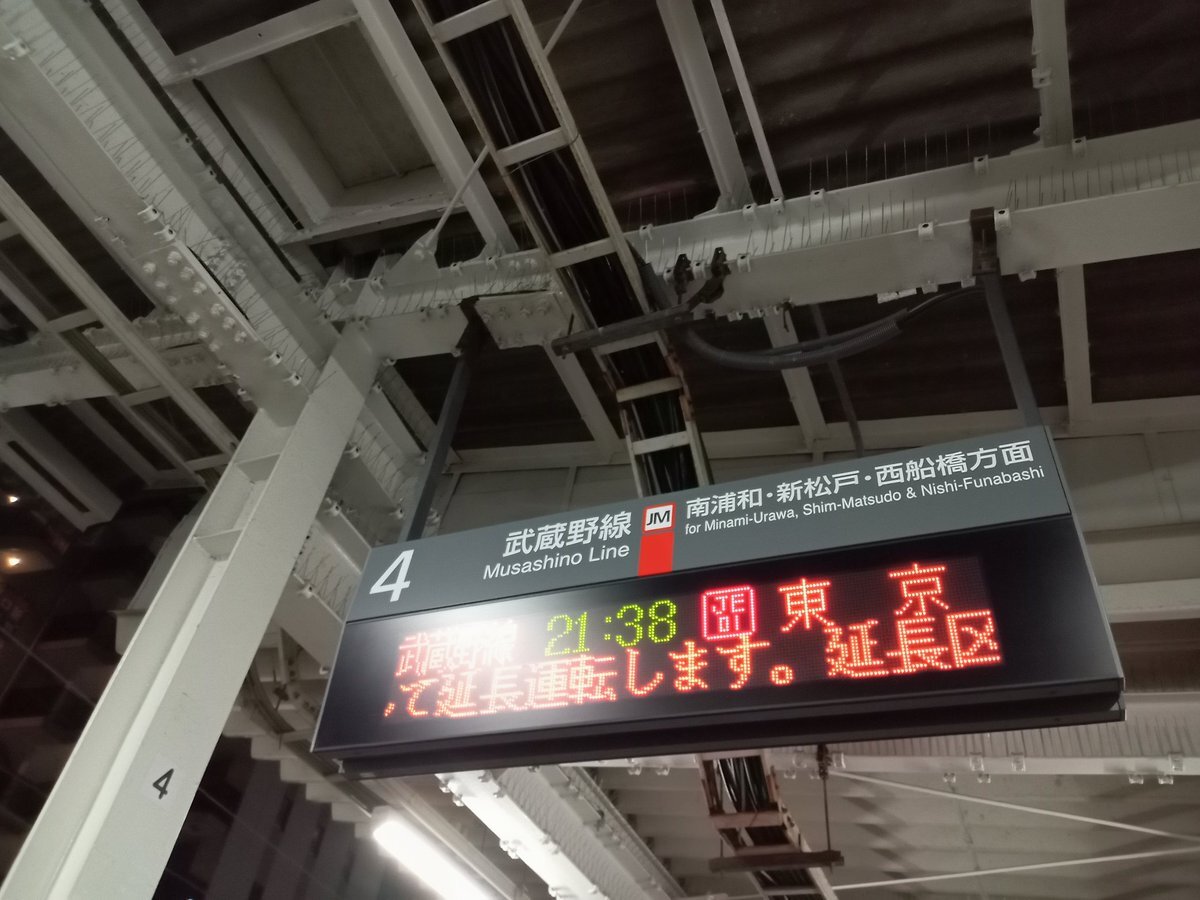 4 武蔵野線 JM 南浦和・新松戸・西船橋方面
Musashino Line for Minami-Urawa, Shim-Matsudo & Nishi-Funabashi
武蔵野線 21:38 JE 01 東京
て延長運転します。延長区
4